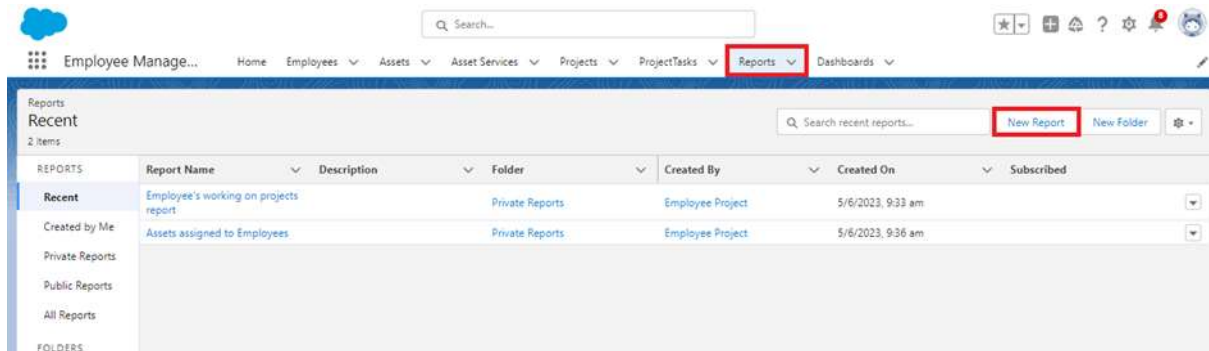 Search...
8
Employee Manage... Home Employees Assets Asset Services Projects ProjectTasks Reports Dashboards
Reports
Recent
2 items
Search recent reports...
New Report
New Folder
REPORTS
Report Name Description Folder Created By Created On Subscribed
Recent
Employee's working on projects
report
Private Reports Employee Project 5/6/2023, 9:33 am
Created by Me
Assets assigned to Employees Private Reports Employee Project 5/6/2023, 9:36 am
Private Reports
Public Reports
All Reports
FOLDERS